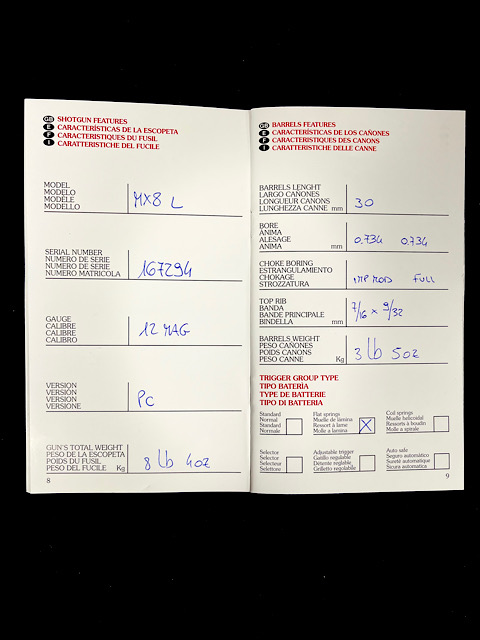 GB SHOTGUN FEATURES
E CARACTERÍSTICAS DE LA ESCOPETA
F CARACTERISTIQUES DU FUSIL
I CARATTERISTICHE DEL FUCILE
MODEL
MODELO
MODÈLE
MODELLO
MX8 L
SERIAL NUMBER
NUMERO DE SERIE
NUMERO DE SERIE
NUMERO MATRICOLA
167294
GAUGE
CALIBRE
CALIBRE
CALIBRO
12 MAG
VERSION
VERSIÓN
VERSION
VERSIONE
PC
GUN'S TOTAL WEIGHT
PESO DE LA ESCOPETA
POIDS DU FUSIL
PESO DEL FUCILE Kg
8 lb 4oz
8
GB BARRELS FEATURES
E CARACTERÍSTICAS DE LOS CAÑONES
F CARACTERISTIQUES DES CANONS
I CARATTERISTICHE DELLE CANNE
BARRELS LENGHT
LARGO CAÑONES
LONGUEUR CANONS
LUNGHEZZA CANNE mm
30
BORE
ANIMA
ALESAGE
ANIMA mm
0.734 0.734
CHOKE BORING
ESTRANGULAMIENTO
CHOKAGE
STROZZATURA
IMP MOD FULL
TOP RIB
BANDA
BANDE PRINCIPALE
BINDELLA mm
7/16 x 9/32
BARRELS WEIGHT
PESO CAÑONES
POIDS CANONS
PESO CANNE Kg
3 lb 5oz
TRIGGER GROUP TYPE
TIPO BATERÍA
TYPE DE BATTERIE
TIPO DI BATTERIA
Standard
Normal
Standard
Normale
Flat springs
Muelle de lámina
Ressort à lame
Molle a lamina
Coil springs
Muelle helicoidal
Ressorts à boudin
Molle a spirale
Selector
Selector
Selecteur
Selettore
Adjustable trigger
Gatillo regulable
Détente reglable
Grilletto regolabile
Auto safe
Seguro automático
Sureté automatique
Sicura automatica
9